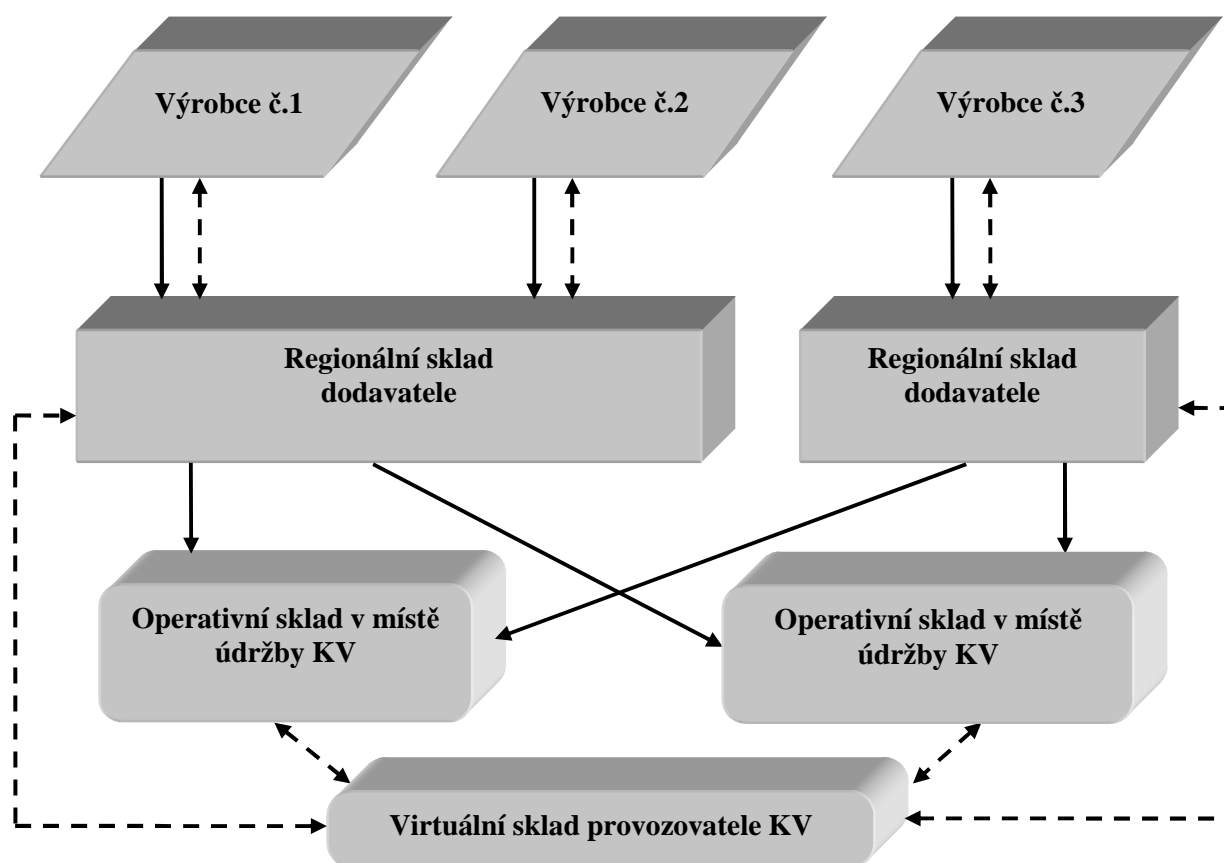 Výrobce č.1
Výrobce č.2
Výrobce č.3
Regionální sklad
dodavatele
Regionální sklad
dodavatele
Operativní sklad v místě
údržby KV
Operativní sklad v místě
údržby KV
Virtuální sklad provozovatele KV